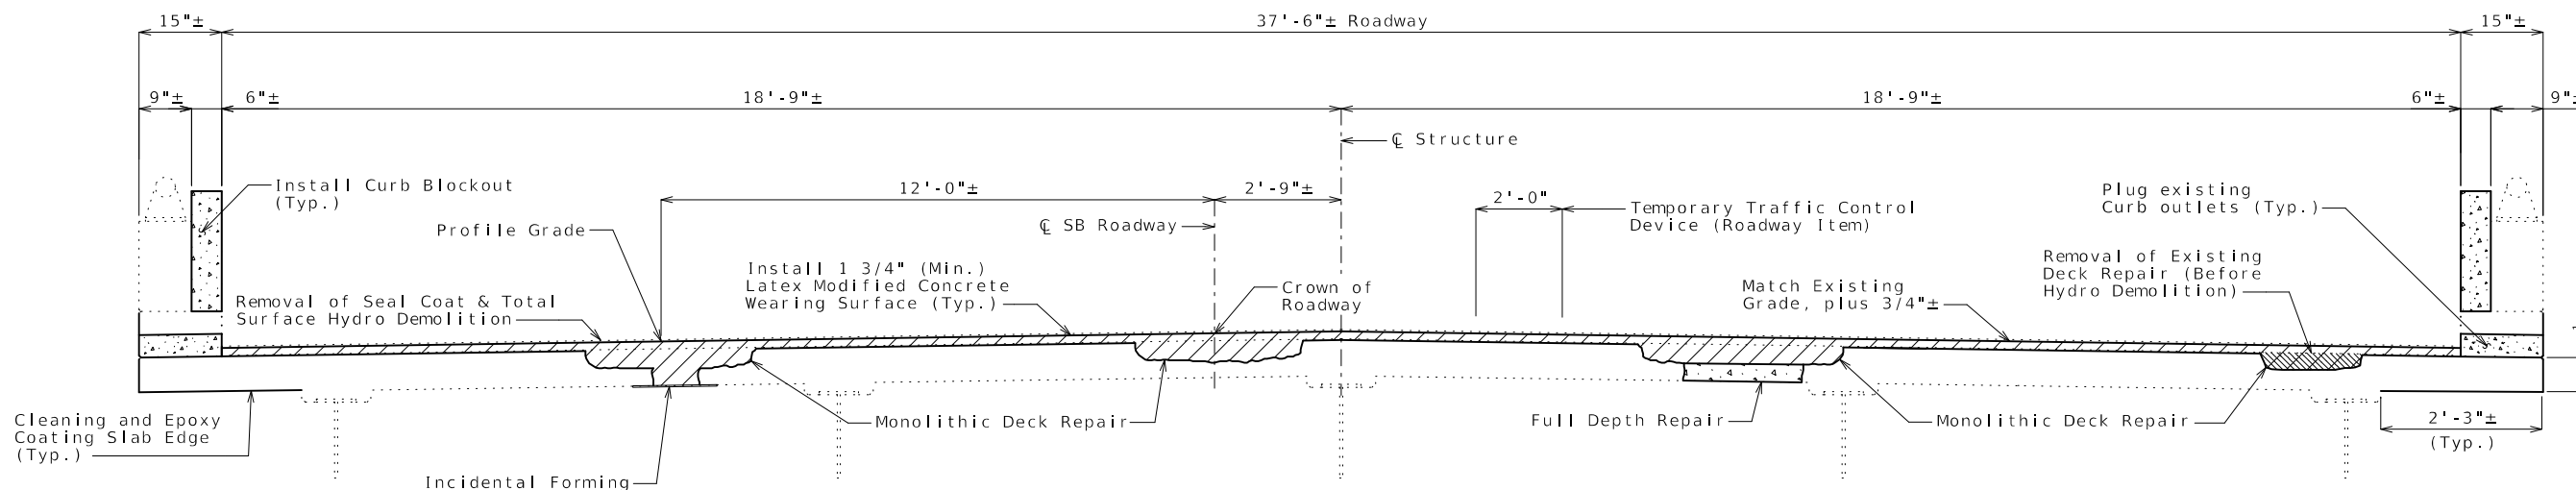 15"±
37'-6"± Roadway
15"±
9"±
6"±
18'-9"±
18'-9"±
6"±
9"±
℄ Structure
Install Curb Blockout
(Typ.)
12'-0"±
2'-9"±
2'-0"
Plug existing
Curb outlets (Typ.)
Profile Grade
℄ SB Roadway
Temporary Traffic Control
Device (Roadway Item)
Removal of Seal Coat & Total
Surface Hydro Demolition
Install 1 3/4" (Min.)
Latex Modified Concrete
Wearing Surface (Typ.)
Crown of
Roadway
Match Existing
Grade, plus 3/4"±
Removal of Existing
Deck Repair (Before
Hydro Demolition)
Cleaning and Epoxy
Coating Slab Edge
(Typ.)
Monolithic Deck Repair
Full Depth Repair
Monolithic Deck Repair
2'-3"±
(Typ.)
Incidental Forming